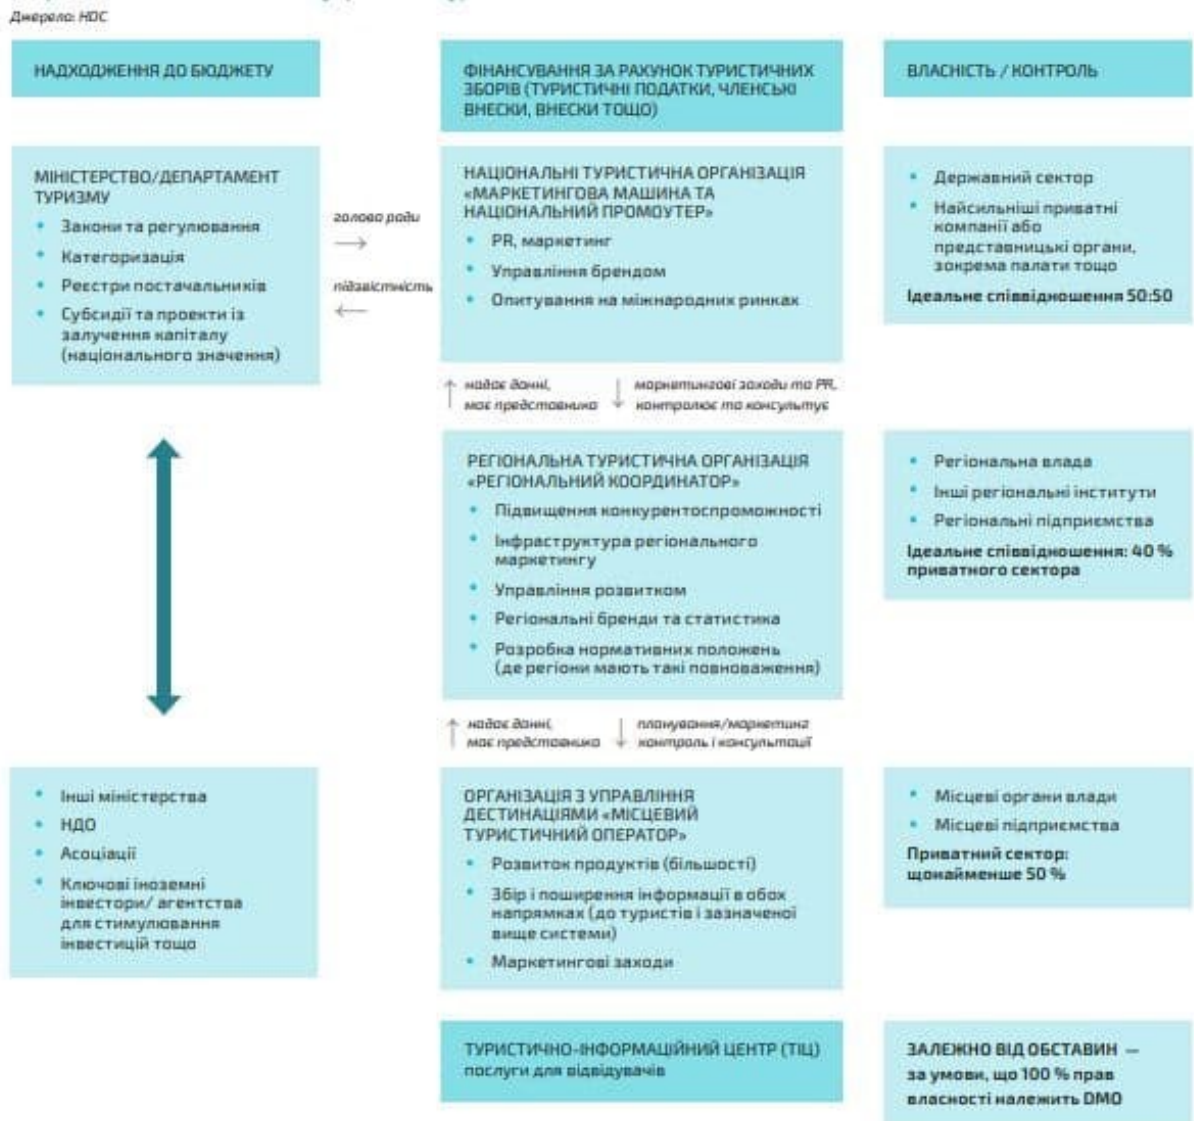 Джерело: HDC
НАДХОДЖЕННЯ ДО БЮДЖЕТУ
ФІНАНСУВАННЯ ЗА РАХУНОК ТУРИСТИЧНИХ
ЗБОРІВ (ТУРИСТИЧНІ ПОДАТКИ, ЧЛЕНСЬКІ
ВНЕСКИ, ВНЕСКИ ТОЩО)
ВЛАСНІСТЬ / КОНТРОЛЬ
МІНІСТЕРСТВО/ДЕПАРТАМЕНТ
ТУРИЗМУ
• Закони та регулювання
• Категоризація
• Реєстри постачальників
• Субсидії та проекти із
залучення капіталу
(національного значення)
голова ради
→
підзвітність
←
НАЦІОНАЛЬНІ ТУРИСТИЧНА ОРГАНІЗАЦІЯ
«МАРКЕТИНГОВА МАШИНА ТА
НАЦІОНАЛЬНИЙ ПРОМОУТЕР»
• PR, маркетинг
• Управління брендом
• Опитування на міжнародних ринках
• Державний сектор
• Найсильніші приватні
компанії або
представницькі органи,
зокрема палати тощо
Ідеальне співвідношення 50:50
↑ надає данні,
має представника
↓ маркетингові заходи та PR,
контролює та консультує
РЕГІОНАЛЬНА ТУРИСТИЧНА ОРГАНІЗАЦІЯ
«РЕГІОНАЛЬНИЙ КООРДИНАТОР»
• Підвищення конкурентоспроможності
• Інфраструктура регіонального
маркетингу
• Управління розвитком
• Регіональні бренди та статистика
• Розробка нормативних положень
(де регіони мають такі повноваження)
• Регіональна влада
• Інші регіональні інститути
• Регіональні підприємства
Ідеальне співвідношення: 40 %
приватного сектора
↑ надає данні,
має представника
↓ планування/маркетинг
контроль і консультації
• Інші міністерства
• НДО
• Асоціації
• Ключові іноземні
інвестори/ агентства
для стимулювання
інвестицій тощо
ОРГАНІЗАЦІЯ З УПРАВЛІННЯ
ДЕСТИНАЦІЯМИ «МІСЦЕВИЙ
ТУРИСТИЧНИЙ ОПЕРАТОР»
• Розвиток продуктів (більшості)
• Збір і поширення інформації в обох
напрямках (до туристів і зазначеної
вище системи)
• Маркетингові заходи
• Місцеві органи влади
• Місцеві підприємства
Приватний сектор:
щонайменше 50 %
ТУРИСТИЧНО-ІНФОРМАЦІЙНИЙ ЦЕНТР (ТІЦ)
послуги для відвідувачів
ЗАЛЕЖНО ВІД ОБСТАВИН —
за умови, що 100 % прав
власності належить DMO